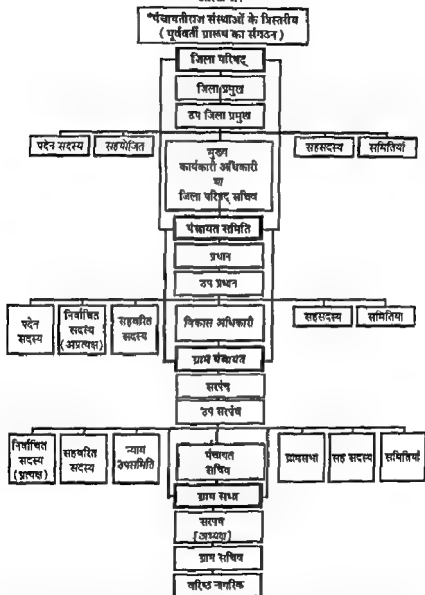 *पंचायतीराज संस्थाओं के त्रिस्तरीय
( पूर्ववर्ती प्रारूप का संगठन )
जिला परिषद्
जिला प्रमुख
उप जिला प्रमुख
पदेन सदस्य
सहयोजित
सहसदस्य
समितियां
मुख्य
कार्यकारी अधिकारी
या
जिला परिषद् सचिव
पंचायत समिति
प्रधान
उप प्रधान
पदेन
सदस्य
निर्वाचित
सदस्य
(अप्रत्यक्ष)
सहवरित
सदस्य
विकास अधिकारी
सहसदस्य
समितियां
ग्राम पंचायत
सरपंच
उप सरपंच
निर्वाचित
सदस्य
(प्रत्यक्ष)
सहवरित
सदस्य
न्याय
उपसमिति
पंचायत
सचिव
ग्रामसभा
सह सदस्य
समितियाँ
ग्राम सभा
सरपंच
[अध्यक्ष]
ग्राम सचिव
वरिष्ठ नागरिक